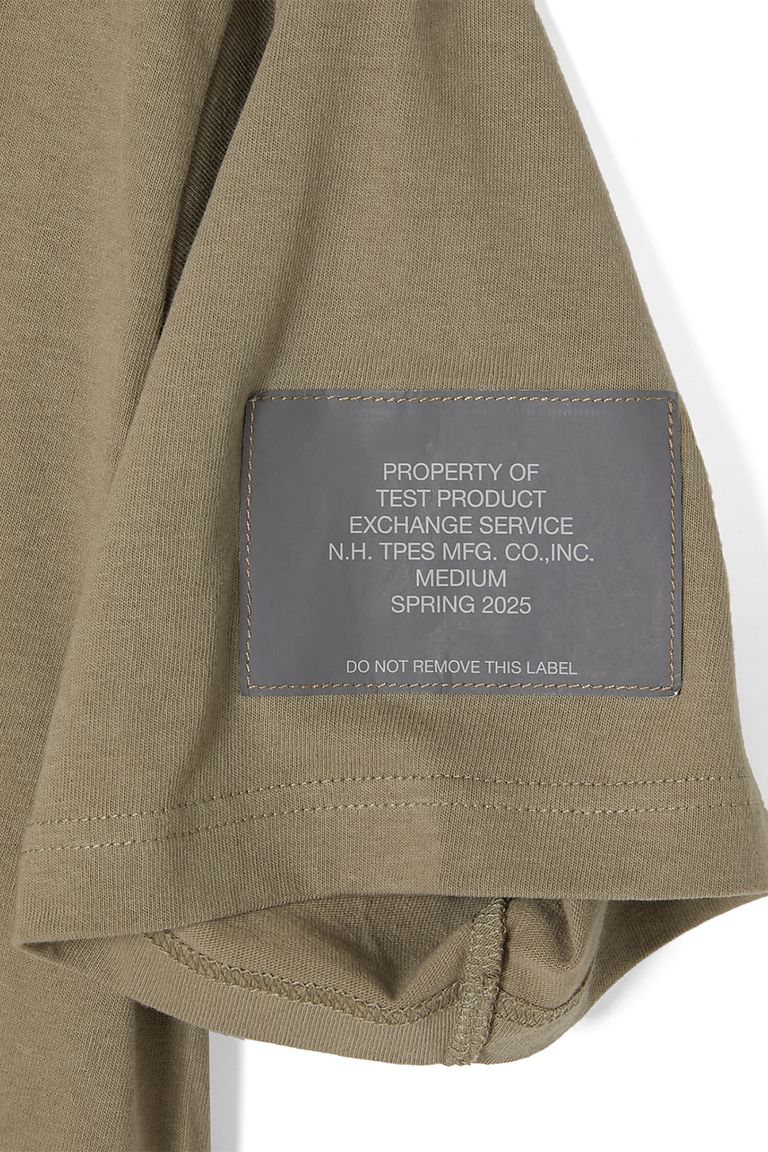 PROPERTY OF
TEST PRODUCT
EXCHANGE SERVICE
N.H. TPES MFG. CO.,INC.
MEDIUM
SPRING 2025
DO NOT REMOVE THIS LABEL